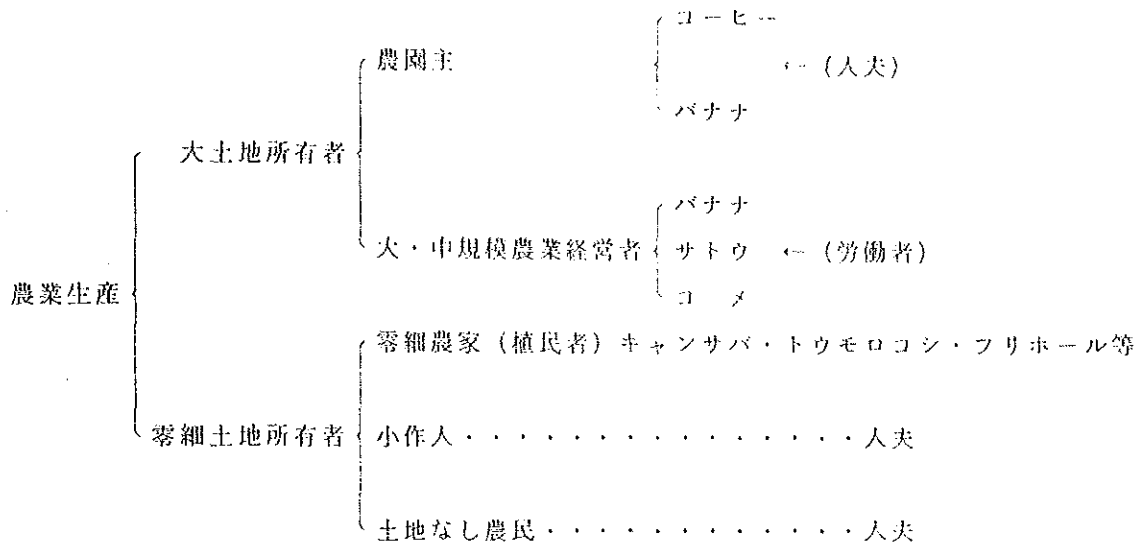 コーヒー
農園主
←(人夫)
バナナ
大土地所有者
バナナ
大・中規模農業経営者
サトウ ←(労働者)
農業生産
コメ
零細農家(植民者)キャンサバ・トウモロコシ・フリホール等
零細土地所有者
小作人・・・・・・・・・・・・・・・人夫
土地なし農民・・・・・・・・・・・・人夫